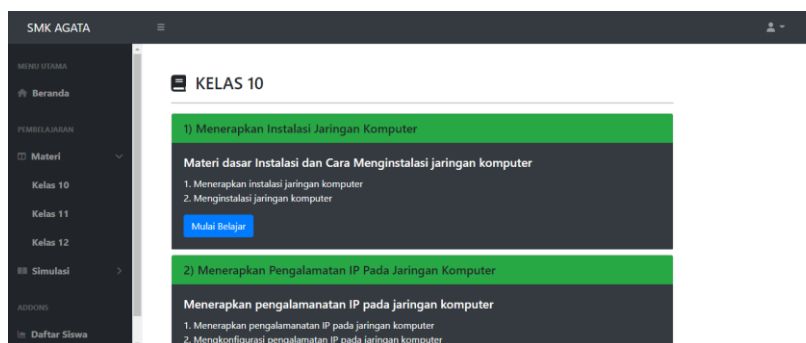 SMK AGATA
MENU UTAMA
Beranda
PEMBELAJARAN
Materi
Kelas 10
Kelas 11
Kelas 12
Simulasi
ADDONS
Daftar Siswa
KELAS 10
1) Menerapkan Instalasi Jaringan Komputer
Materi dasar Instalasi dan Cara Menginstalasi jaringan komputer
1. Menerapkan instalasi jaringan komputer
2. Menginstalasi jaringan komputer
Mulai Belajar
2) Menerapkan Pengalamatan IP Pada Jaringan Komputer
Menerapkan pengalamanatan IP pada jaringan komputer
1. Menerapkan pengalamanatan IP pada jaringan komputer
2. Mengkonfigurasi pengalamatan IP pada jaringan komputer